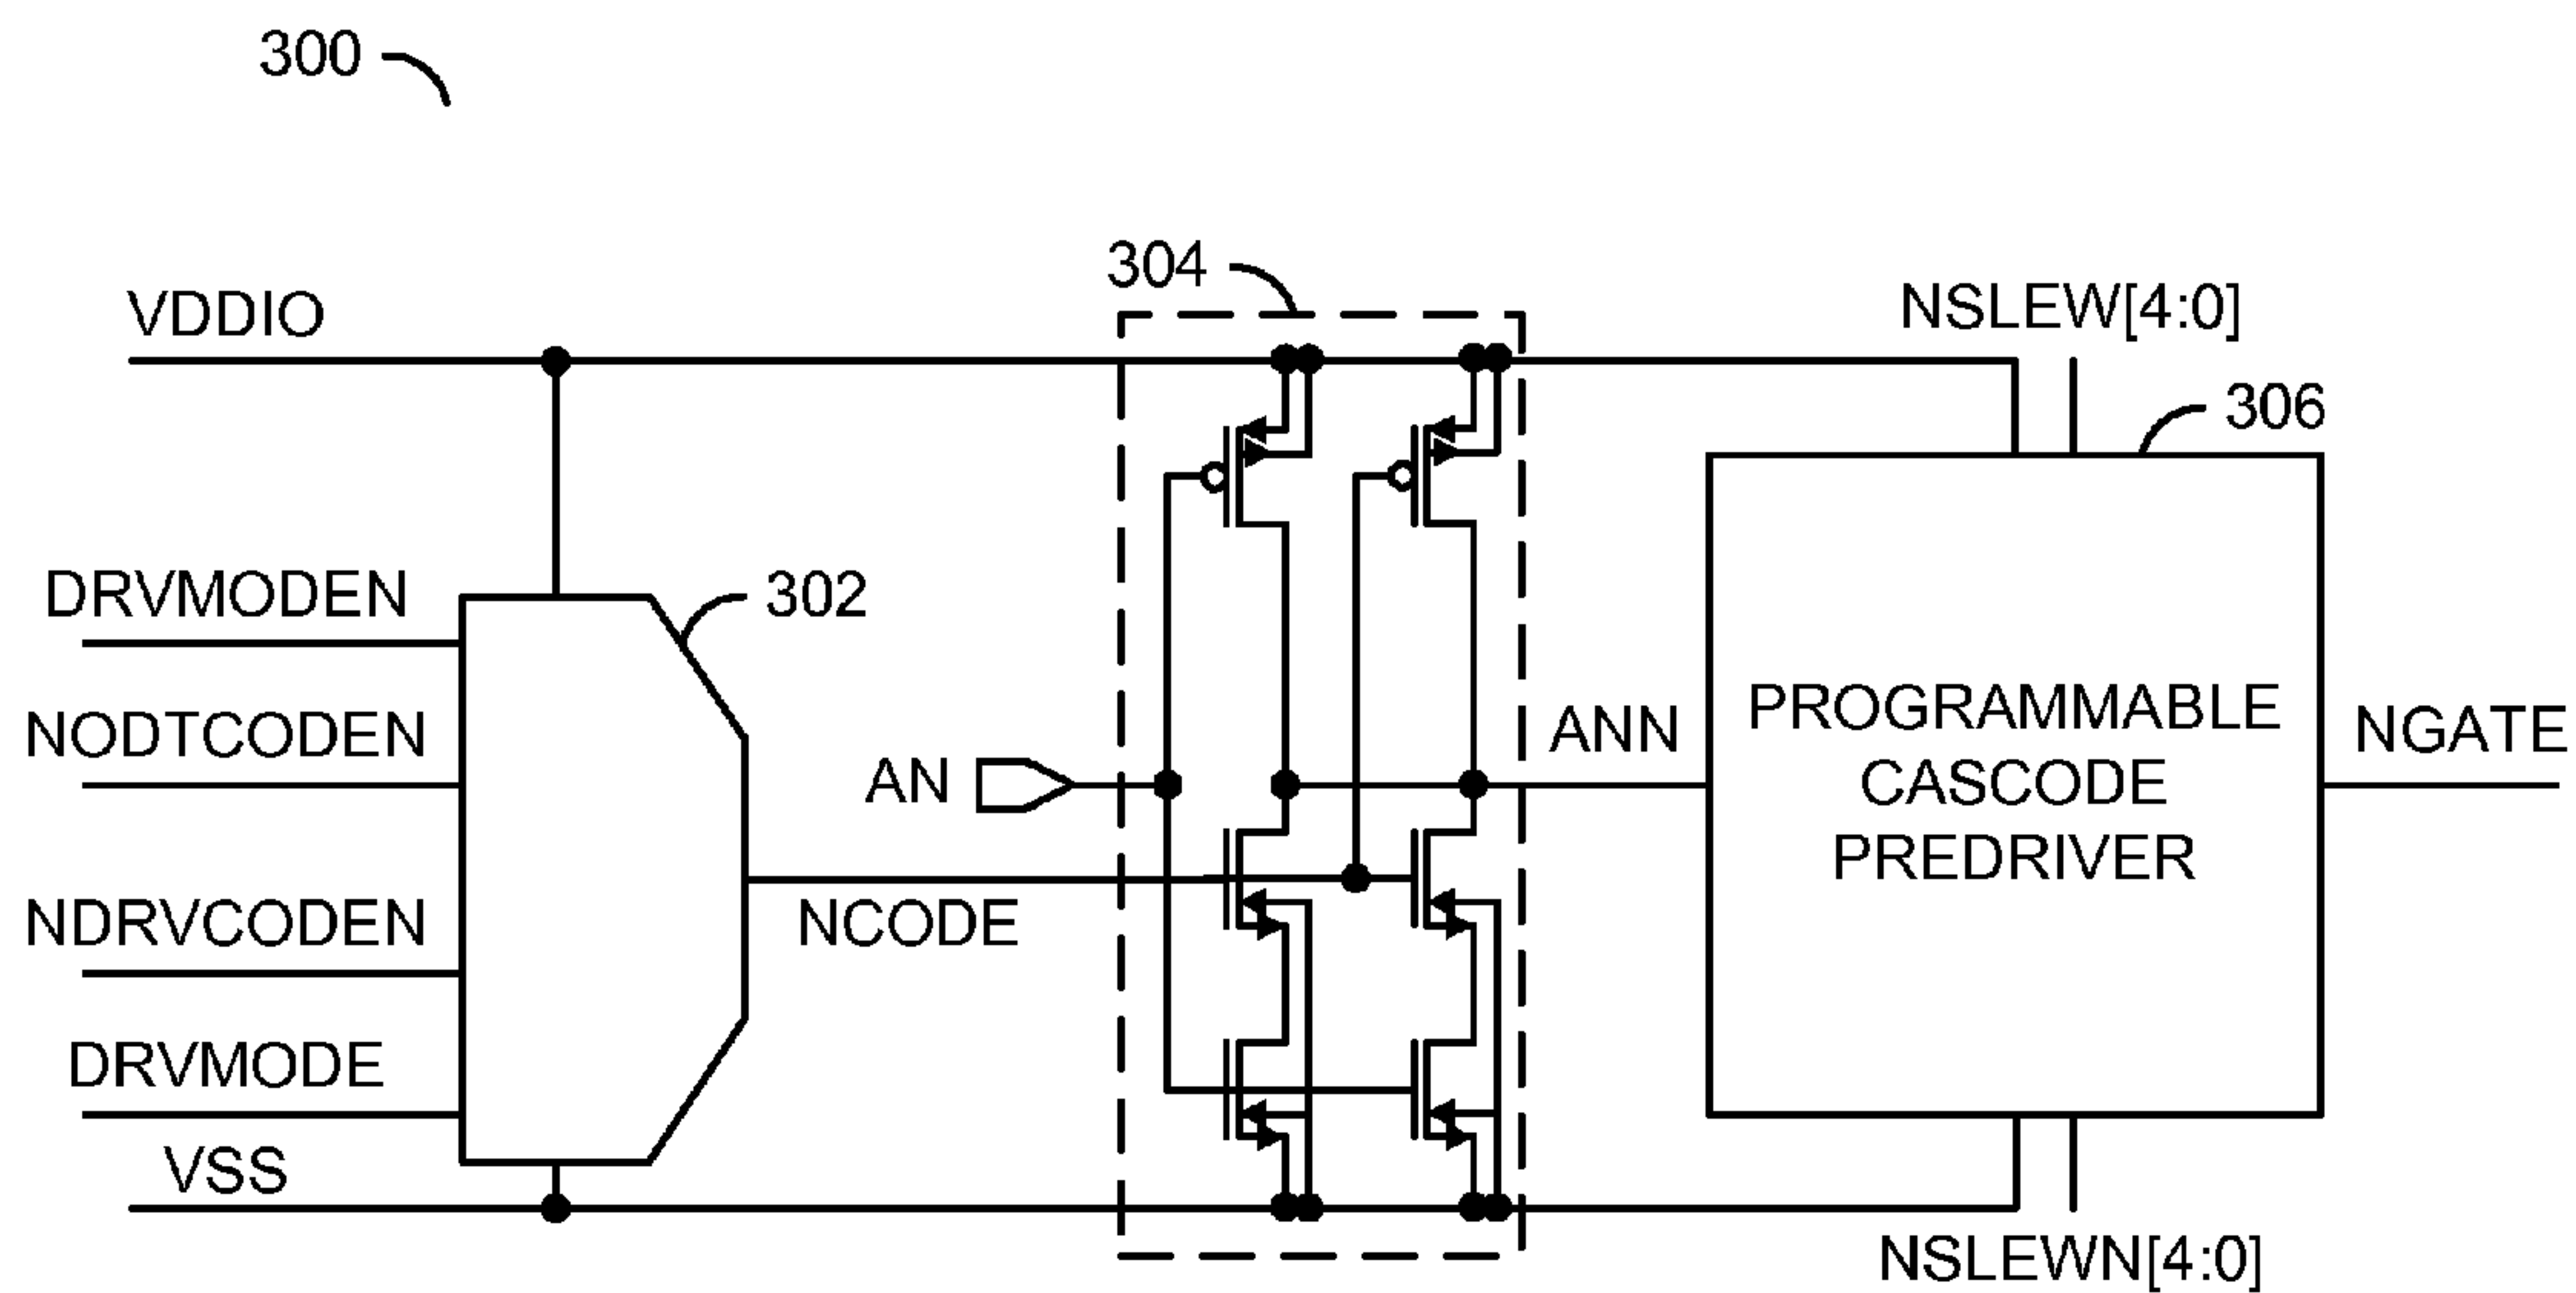 300
304
VDDIO
NSLEW[4:0]
306
DRVMODEN
302
NODTCODEN
AN
ANN
PROGRAMMABLE
CASCODE
PREDRIVER
NGATE
NDRVCODEN
NCODE
DRVMODE
VSS
NSLEWN[4:0]